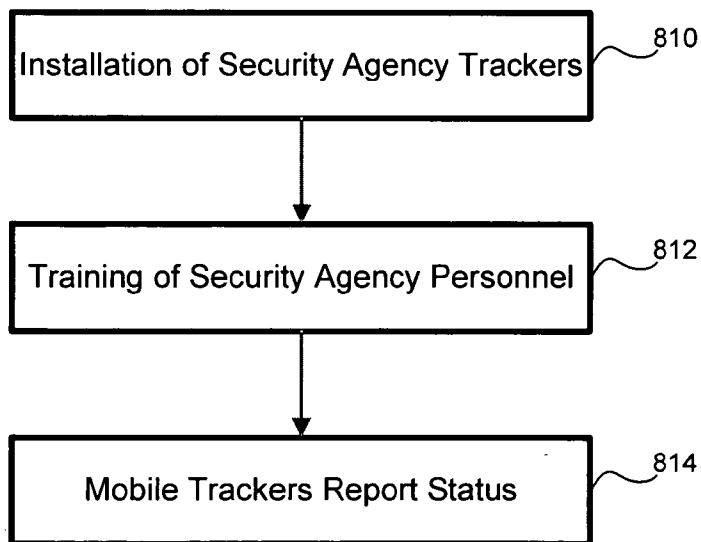 Installation of Security Agency Trackers
810
Training of Security Agency Personnel
812
Mobile Trackers Report Status
814